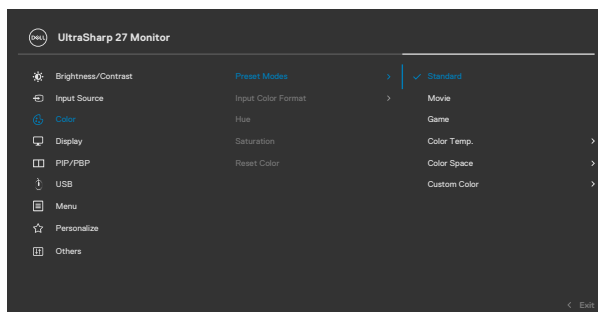 DELL UltraSharp 27 Monitor
Brightness/Contrast Preset Modes > ✓ Standard
Input Source Input Color Format > Movie
Color Hue Game
Display Saturation Color Temp. >
PIP/PBP Reset Color Color Space >
USB Custom Color >
Menu
Personalize
Others
< Exit